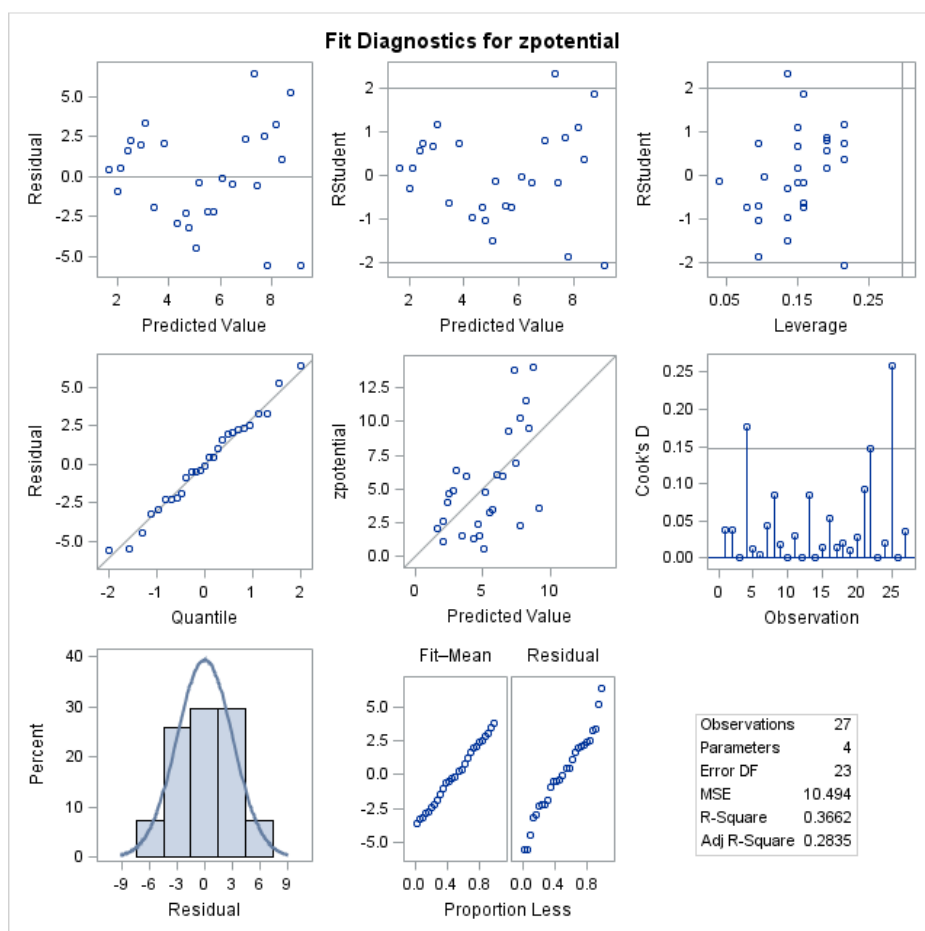 Fit Diagnostics for zpotential
Residual
5.0
2.5
0.0
-2.5
-5.0
2 4 6 8
Predicted Value
RStudent
2
1
0
-1
-2
2 4 6 8
Predicted Value
RStudent
2
1
0
-1
-2
0.05 0.15 0.25
Leverage
Residual
5.0
2.5
0.0
-2.5
-5.0
-2 -1 0 1 2
Quantile
zpotential
12.5
10.0
7.5
5.0
2.5
0.0
0 5 10
Predicted Value
Cook's D
0.25
0.20
0.15
0.10
0.05
0.00
0 5 10 15 20 25
Observation
Percent
40
30
20
10
0
-9 -6 -3 0 3 6 9
Residual
Fit–Mean Residual
5.0
2.5
0.0
-2.5
-5.0
0.0 0.4 0.8 0.0 0.4 0.8
Proportion Less
Observations 27
Parameters 4
Error DF 23
MSE 10.494
R-Square 0.3662
Adj R-Square 0.2835